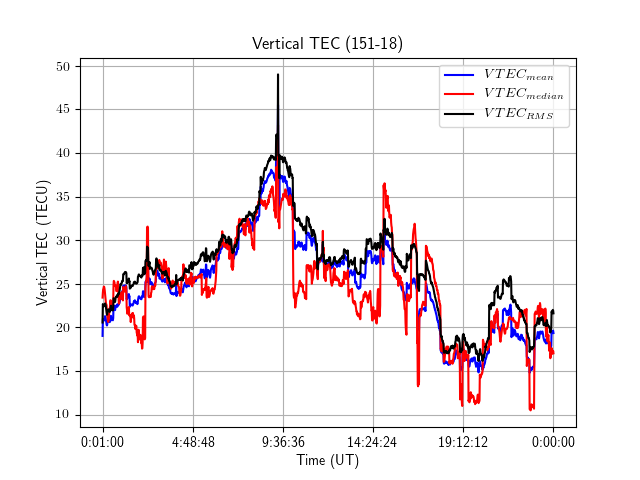 Vertical TEC (151-18)
VTEC_mean
VTEC_median
VTEC_RMS
Vertical TEC (TECU)
50
45
40
35
30
25
20
15
10
0:01:00 4:48:48 9:36:36 14:24:24 19:12:12 0:00:00
Time (UT)